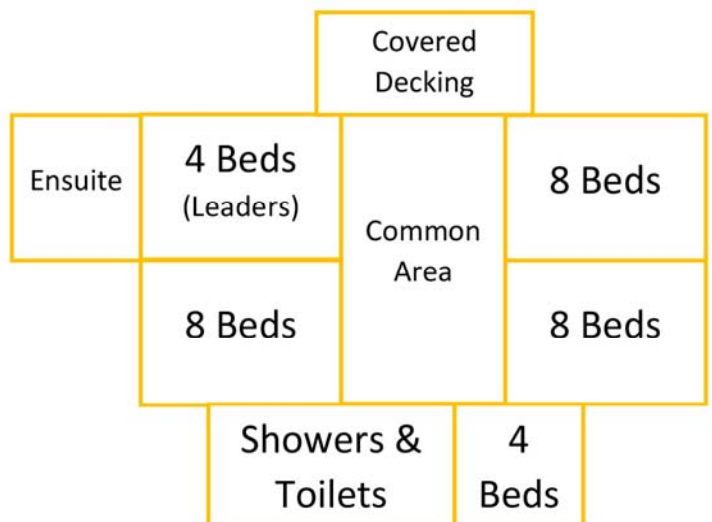 Covered
Decking
Ensuite
4 Beds
(Leaders)
Common
Area
8 Beds
8 Beds
8 Beds
Showers &
Toilets
4
Beds